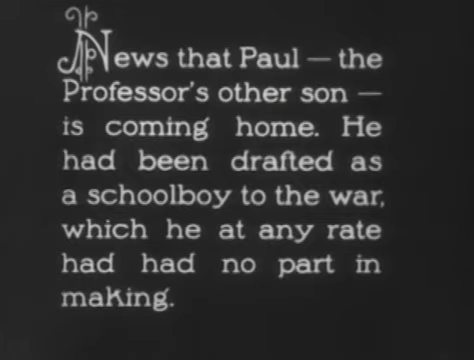 News that Paul — the
Professor's other son —
is coming home. He
had been drafted as
a schoolboy to the war,
which he at any rate
had had no part in
making.